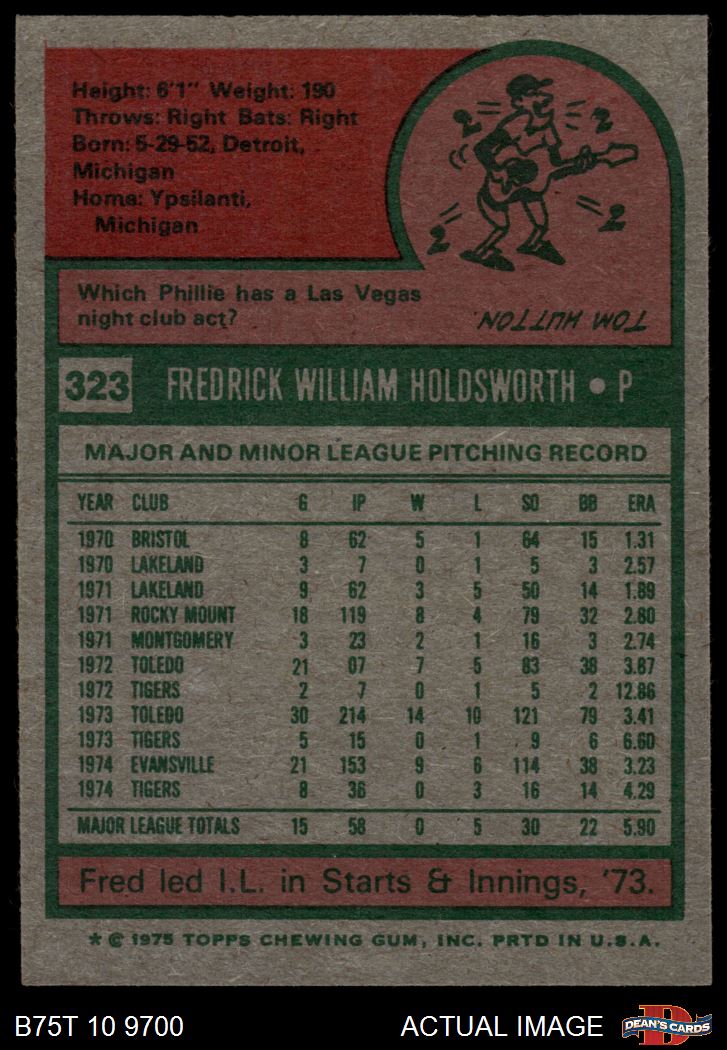 Height: 6'1" Weight: 190
Throws: Right Bats: Right
Born: 5-29-52, Detroit,
Michigan
Home: Ypsilanti,
Michigan
2 2
2 2
Which Phillie has a Las Vegas
night club act?
TOM HUTTON.
323 FREDRICK WILLIAM HOLDSWORTH • P
MAJOR AND MINOR LEAGUE PITCHING RECORD
YEAR CLUB G IP W L SO BB ERA
1970 BRISTOL 8 62 5 1 64 15 1.31
1970 LAKELAND 3 7 0 1 5 3 2.57
1971 LAKELAND 9 62 3 5 50 14 1.89
1971 ROCKY MOUNT 18 119 8 4 79 32 2.80
1971 MONTGOMERY 3 23 2 1 16 3 2.74
1972 TOLEDO 21 07 7 5 83 38 3.87
1972 TIGERS 2 7 0 1 5 2 12.86
1973 TOLEDO 30 214 14 10 121 79 3.41
1973 TIGERS 5 15 0 1 9 6 6.60
1974 EVANSVILLE 21 153 9 6 114 38 3.23
1974 TIGERS 8 36 0 3 16 14 4.29
MAJOR LEAGUE TOTALS 15 58 0 5 30 22 5.90
Fred led I.L. in Starts & Innings, '73.
* © 1975 TOPPS CHEWING GUM, INC. PRTD IN U.S.A.
B75T 10 9700 ACTUAL IMAGE D DEAN'S CARDS